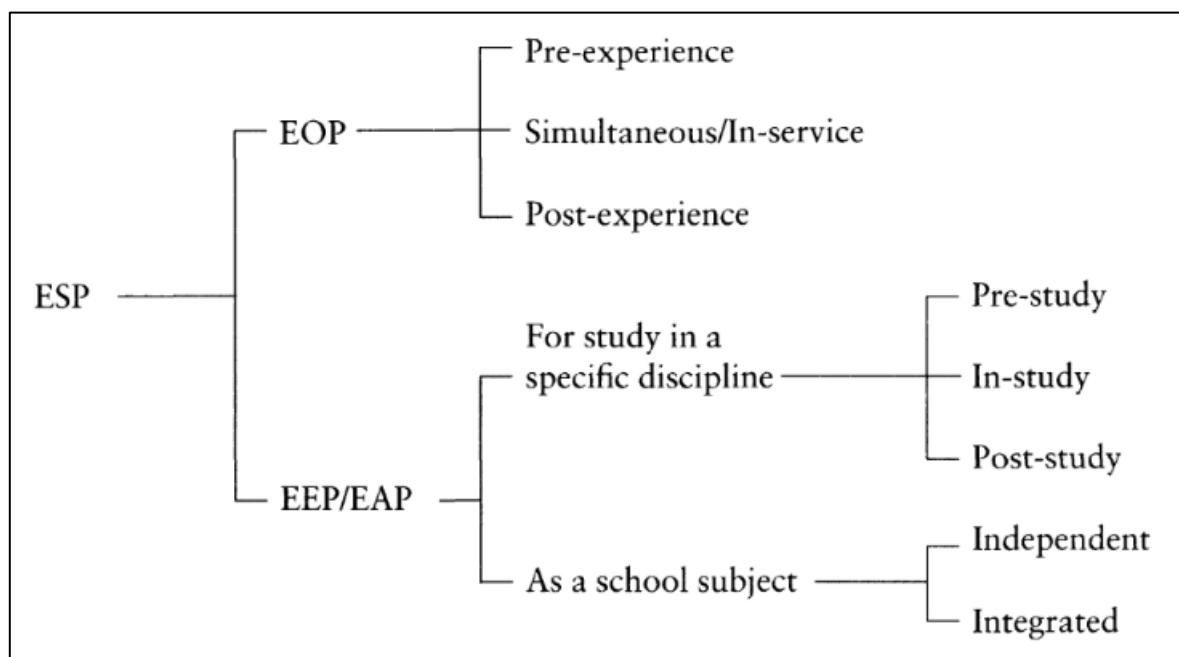 Pre-experience
EOP
Simultaneous/In-service
Post-experience
ESP
Pre-study
For study in a
specific discipline
In-study
Post-study
EEP/EAP
Independent
As a school subject
Integrated